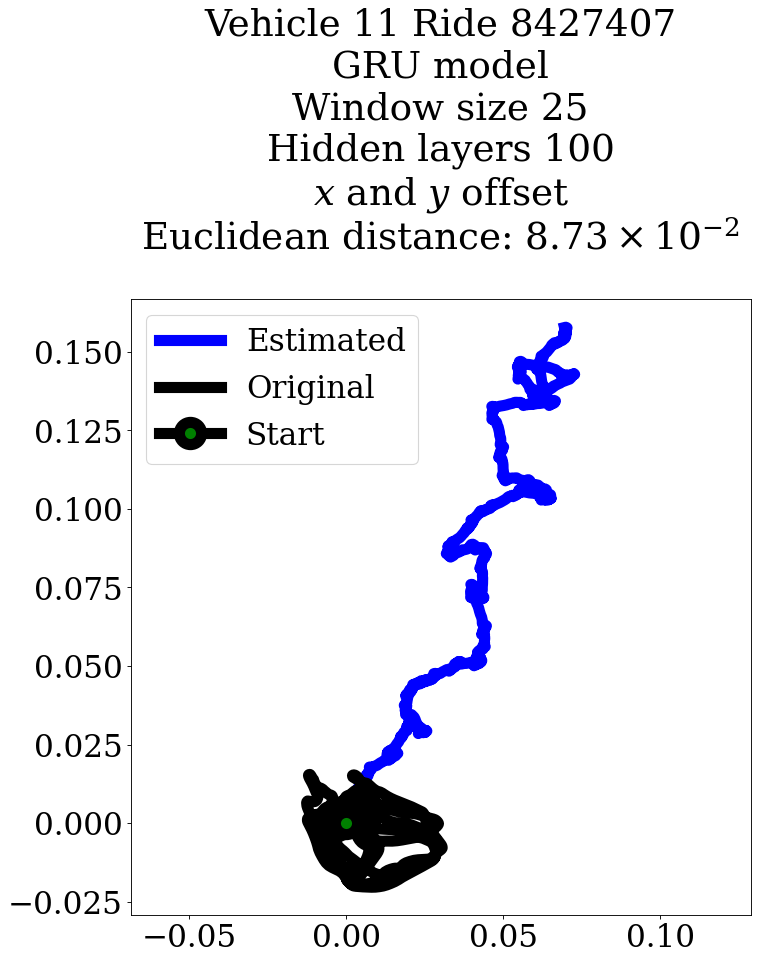 Vehicle 11 Ride 8427407
GRU model
Window size 25
Hidden layers 100
x and y offset
Euclidean distance: 8.73 × 10⁻²
Estimated
Original
Start
0.150
0.125
0.100
0.075
0.050
0.025
0.000
−0.025
−0.05 0.00 0.05 0.10